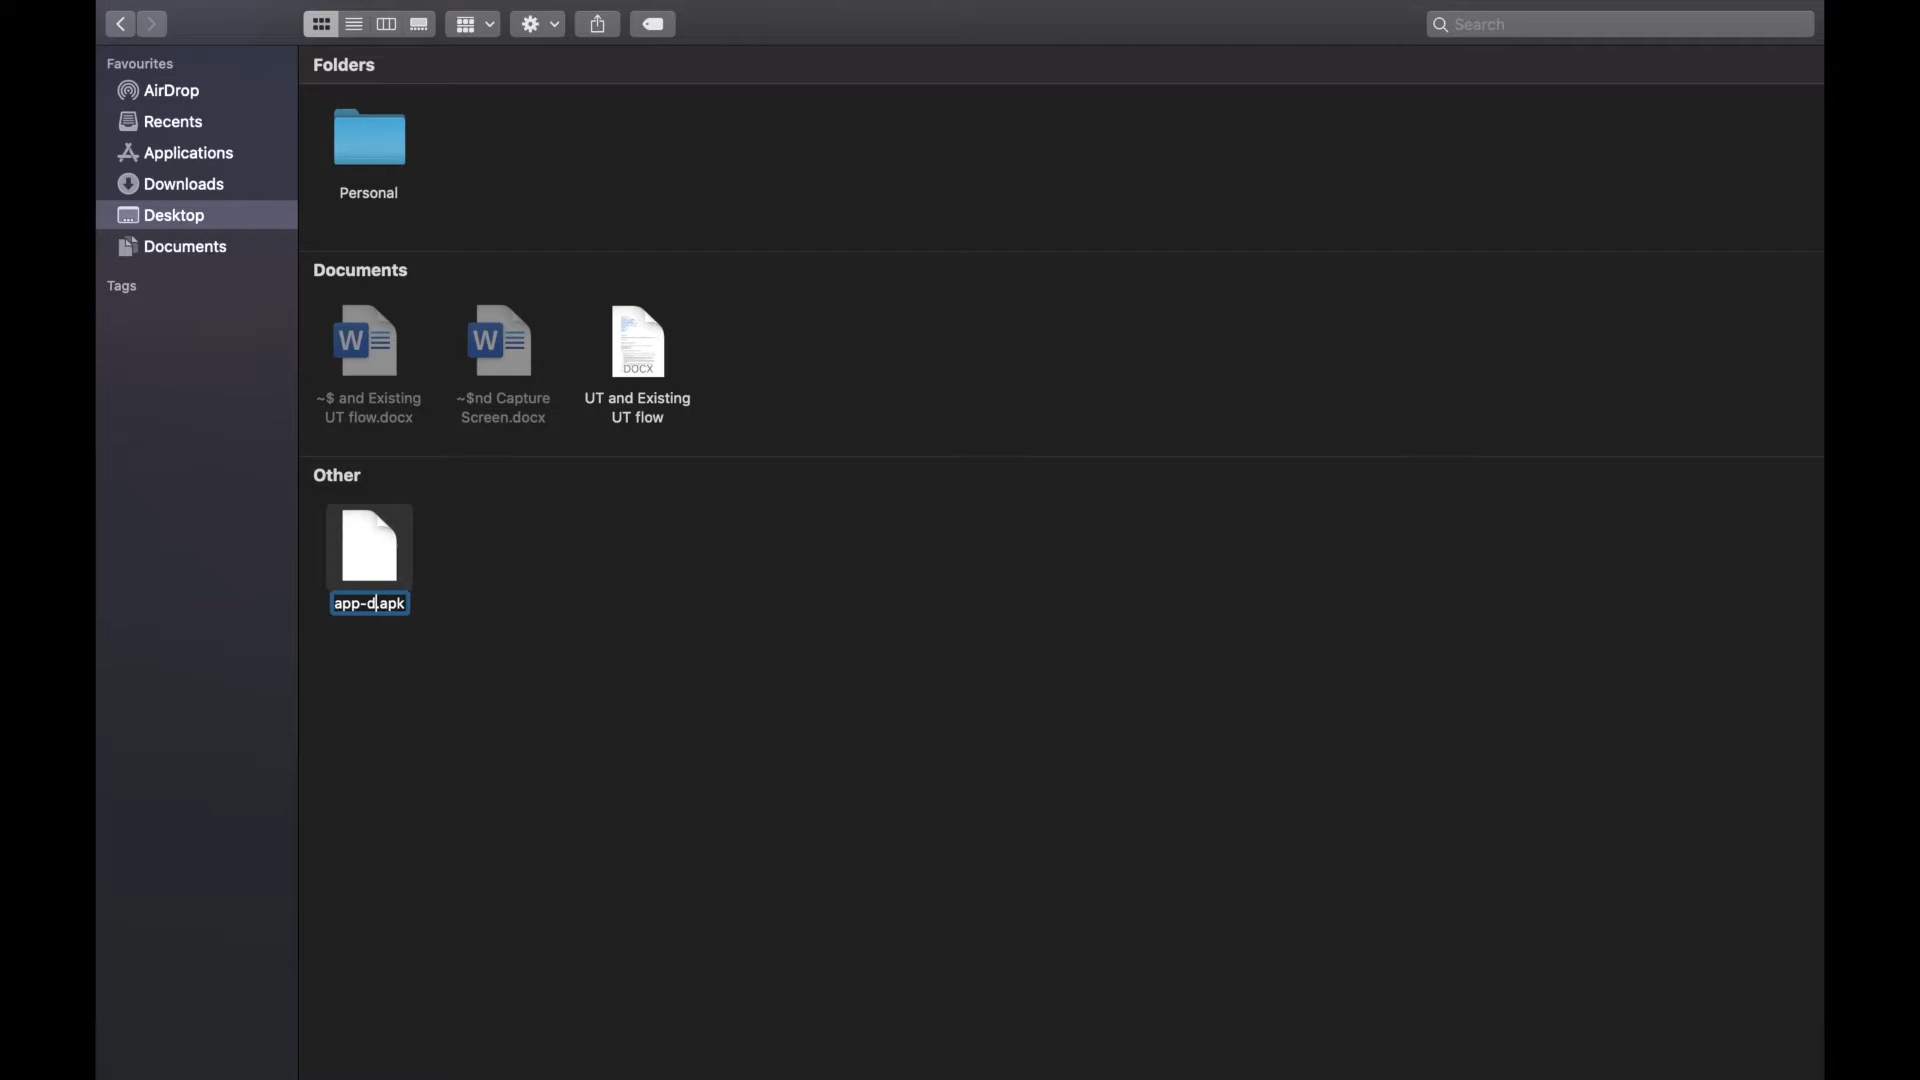 Search
Favourites
AirDrop
Recents
Applications
Downloads
Desktop
Documents
Tags
Folders
Personal
Documents
W
W
DOCX
~$ and Existing
UT flow.docx
~$nd Capture
Screen.docx
UT and Existing
UT flow
Other
app-d.apk